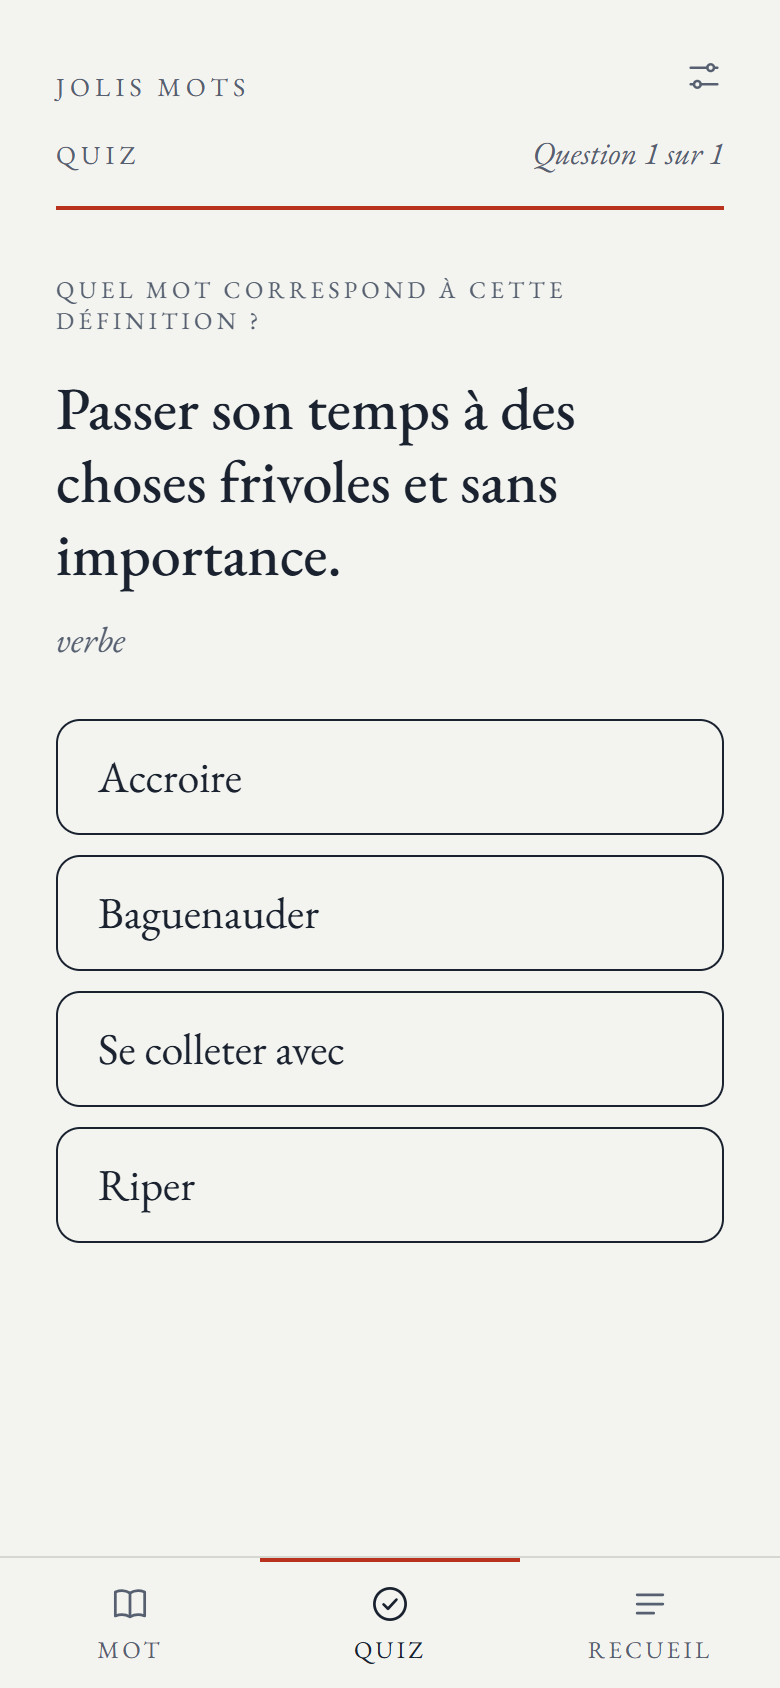 JOLIS MOTS
QUIZ
Question 1 sur 1
QUEL MOT CORRESPOND À CETTE
DÉFINITION ?
Passer son temps à des
choses frivoles et sans
importance.
verbe
Accroire
Baguenauder
Se colleter avec
Riper
MOT
QUIZ
RECUEIL